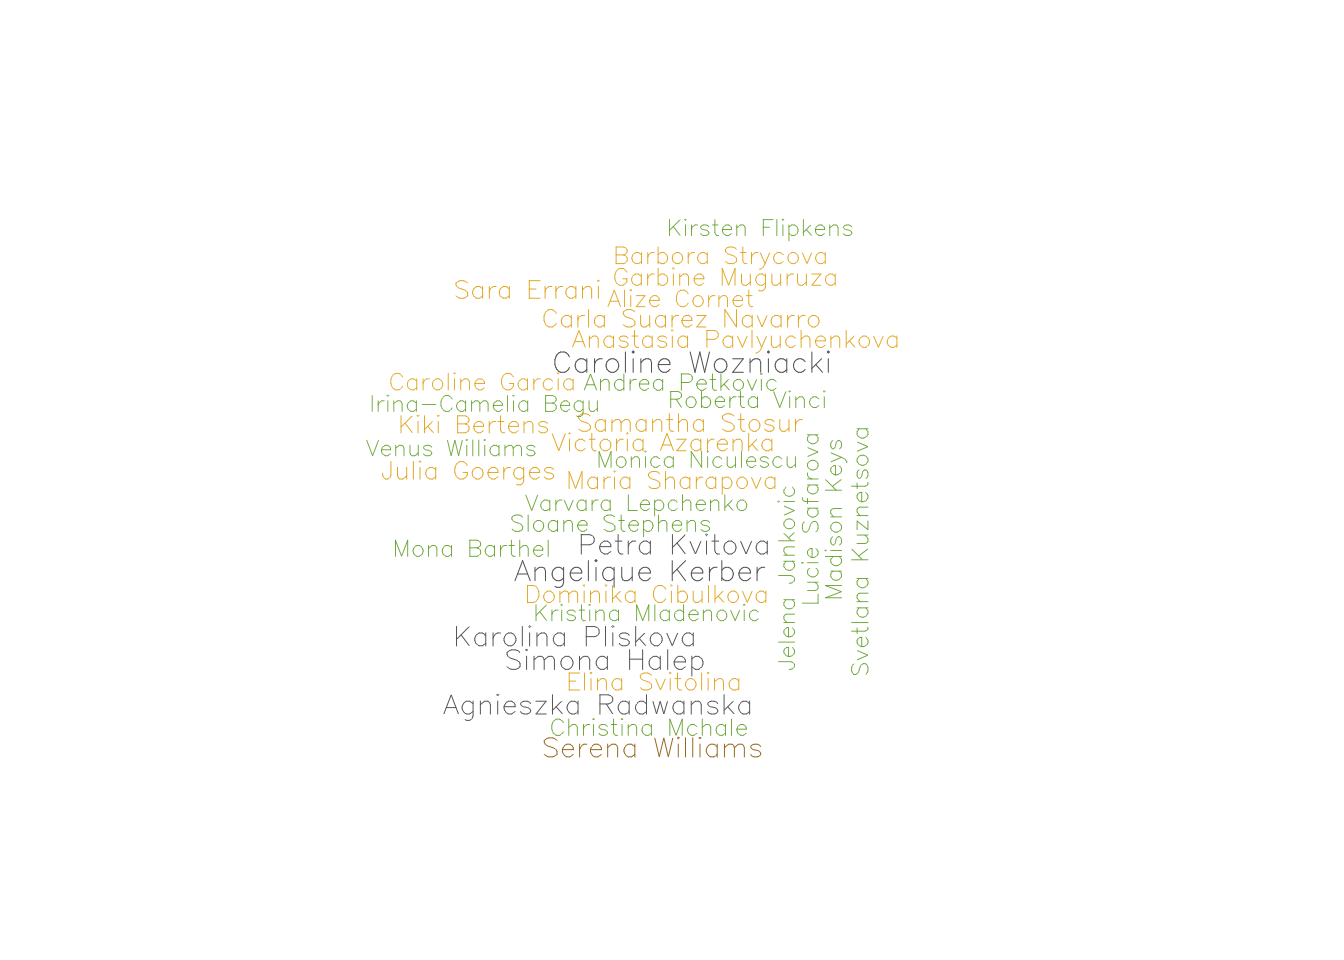 Kirsten Flipkens
Barbora Strycova
Garbine Muguruza
Sara Errani
Alize Cornet
Carla Suarez Navarro
Anastasia Pavlyuchenkova
Caroline Wozniacki
Caroline Garcia
Andrea Petkovic
Irina-Camelia Begu
Roberta Vinci
Kiki Bertens
Samantha Stosur
Venus Williams
Victoria Azarenka
Monica Niculescu
Julia Goerges
Maria Sharapova
Varvara Lepchenko
Sloane Stephens
Mona Barthel
Petra Kvitova
Angelique Kerber
Dominika Cibulkova
Kristina Mladenovic
Karolina Pliskova
Simona Halep
Elina Svitolina
Agnieszka Radwanska
Christina Mchale
Serena Williams
Jelena Jankovic
Lucie Safarova
Madison Keys
Svetlana Kuznetsova